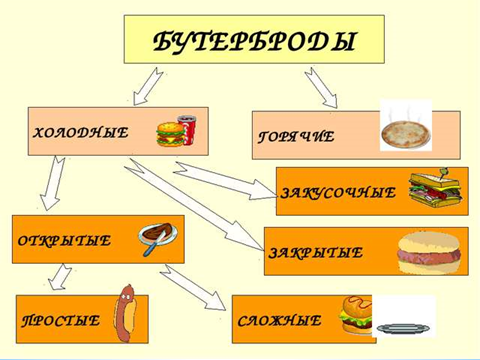 БУТЕРБРОДЫ
ХОЛОДНЫЕ
ГОРЯЧИЕ
ЗАКУСОЧНЫЕ
ОТКРЫТЫЕ
ЗАКРЫТЫЕ
ПРОСТЫЕ
СЛОЖНЫЕ